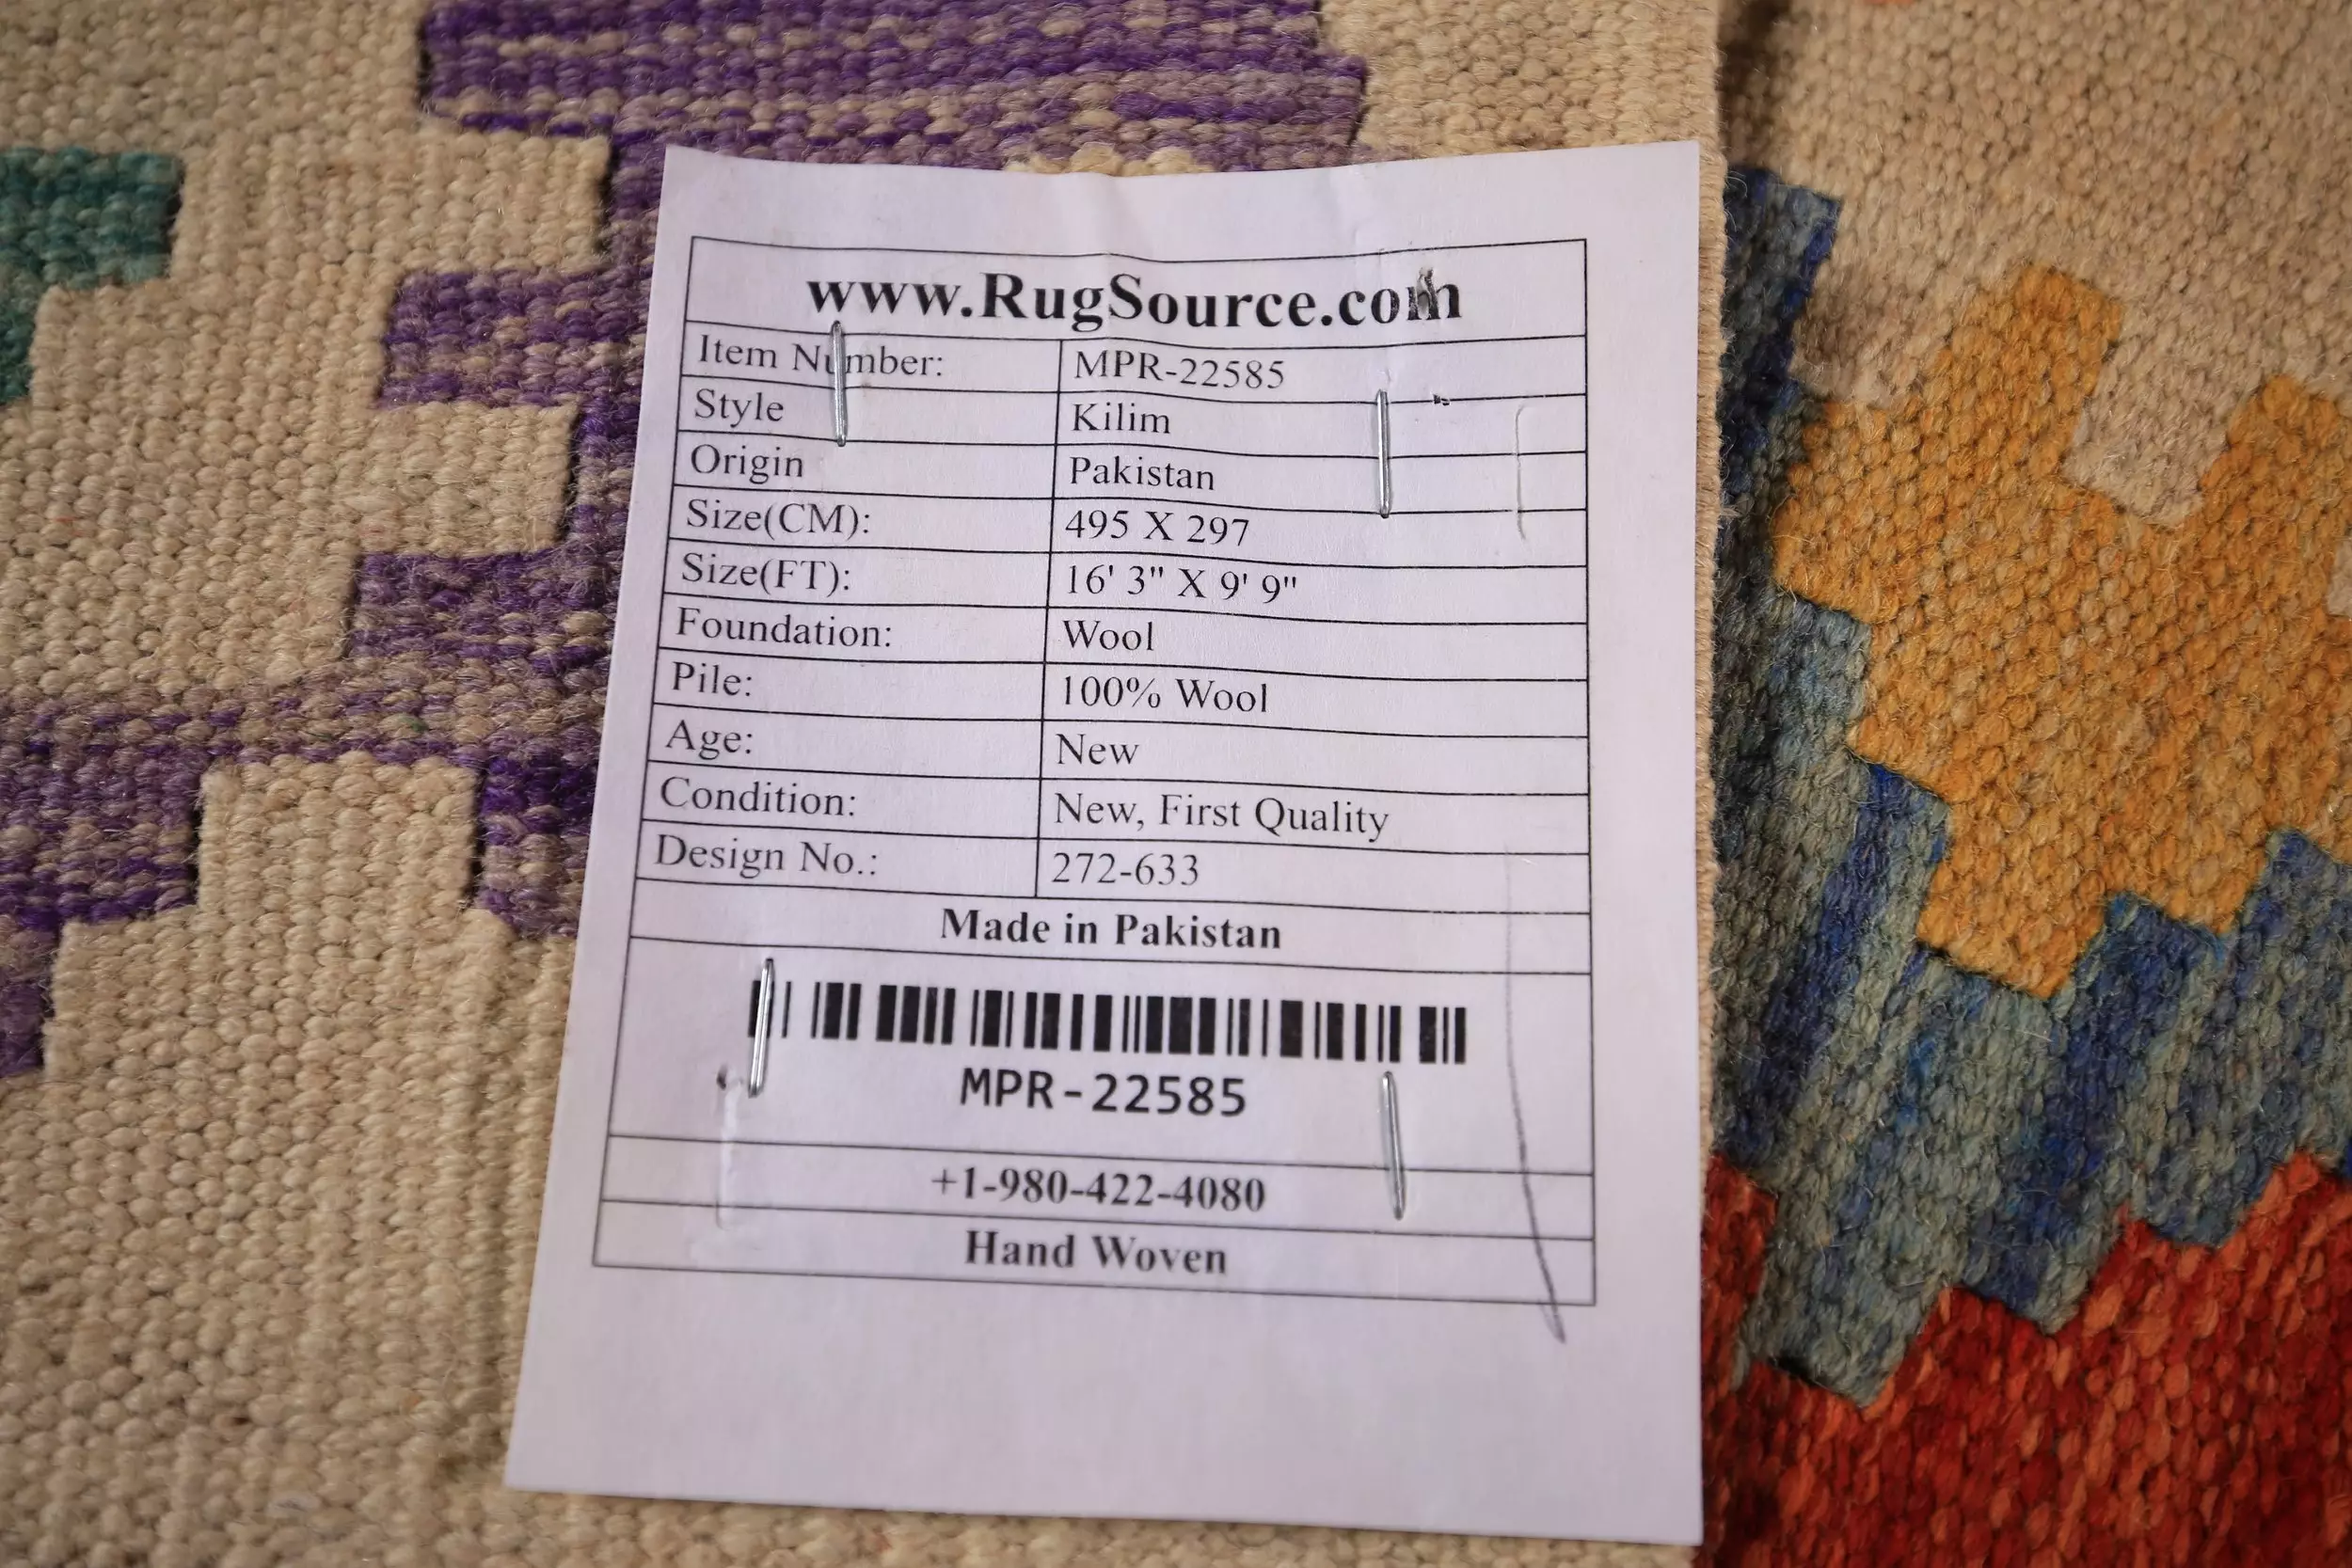 www.RugSource.com
Item Number: MPR-22585
Style Kilim
Origin Pakistan
Size(CM): 495 X 297
Size(FT): 16' 3" X 9' 9"
Foundation: Wool
Pile: 100% Wool
Age: New
Condition: New, First Quality
Design No.: 272-633
Made in Pakistan
MPR-22585
+1-980-422-4080
Hand Woven